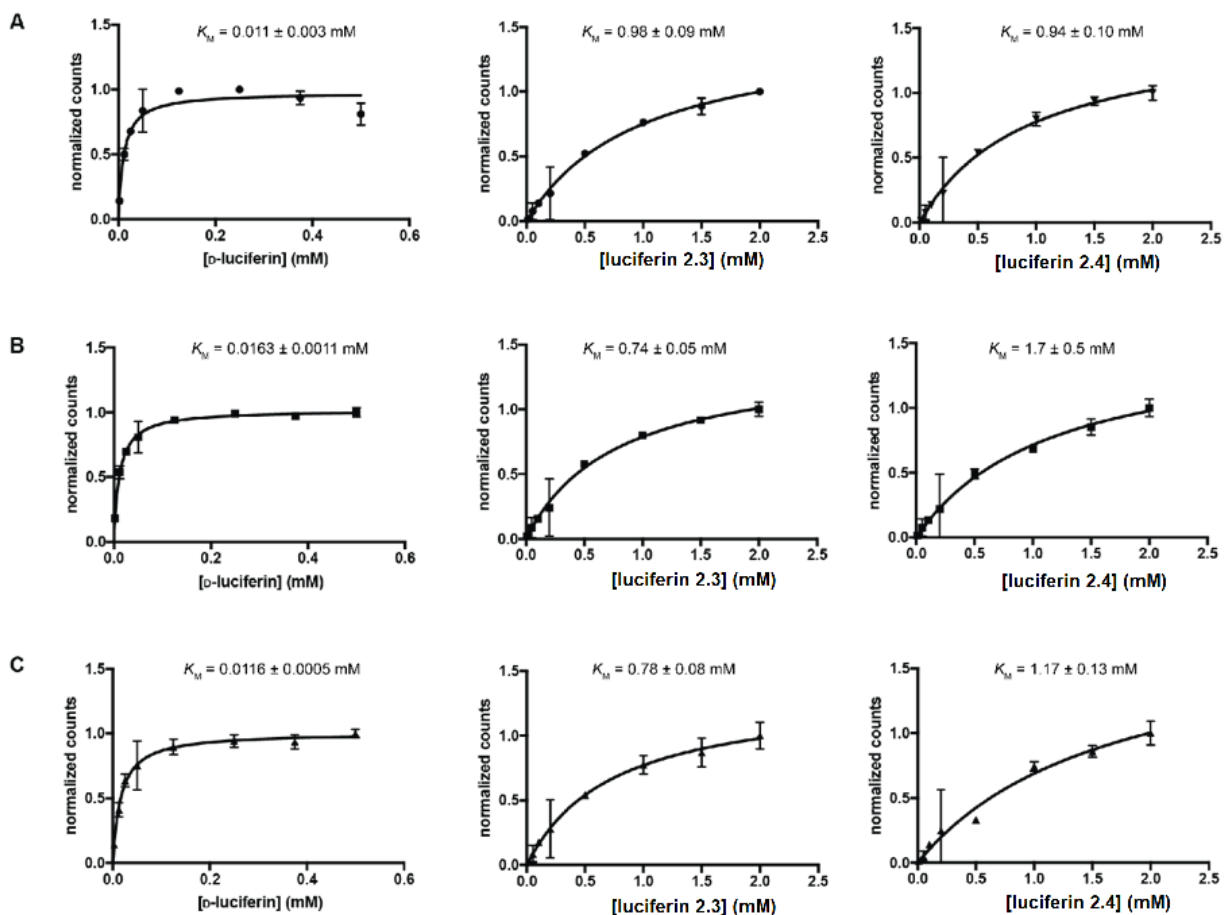 A
normalized counts
1.5
1.0
0.5
0.0
K_M = 0.011 ± 0.003 mM
0.0 0.2 0.4 0.6
[D-luciferin] (mM)
normalized counts
1.5
1.0
0.5
0.0
K_M = 0.98 ± 0.09 mM
0.0 0.5 1.0 1.5 2.0 2.5
[luciferin 2.3] (mM)
normalized counts
1.5
1.0
0.5
0.0
K_M = 0.94 ± 0.10 mM
0.0 0.5 1.0 1.5 2.0 2.5
[luciferin 2.4] (mM)
B
normalized counts
1.5
1.0
0.5
0.0
K_M = 0.0163 ± 0.0011 mM
0.0 0.2 0.4 0.6
[D-luciferin] (mM)
normalized counts
1.5
1.0
0.5
0.0
K_M = 0.74 ± 0.05 mM
0.0 0.5 1.0 1.5 2.0 2.5
[luciferin 2.3] (mM)
normalized counts
1.5
1.0
0.5
0.0
K_M = 1.7 ± 0.5 mM
0.0 0.5 1.0 1.5 2.0 2.5
[luciferin 2.4] (mM)
C
normalized counts
1.5
1.0
0.5
0.0
K_M = 0.0116 ± 0.0005 mM
0.0 0.2 0.4 0.6
[D-luciferin] (mM)
normalized counts
1.5
1.0
0.5
0.0
K_M = 0.78 ± 0.08 mM
0.0 0.5 1.0 1.5 2.0 2.5
[luciferin 2.3] (mM)
normalized counts
1.5
1.0
0.5
0.0
K_M = 1.17 ± 0.13 mM
0.0 0.5 1.0 1.5 2.0 2.5
[luciferin 2.4] (mM)